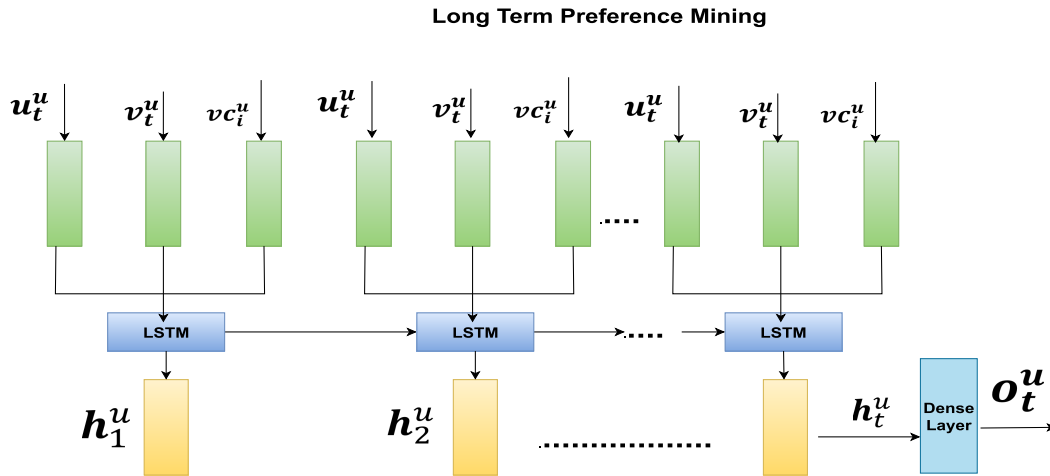 Long Term Preference Mining
u_t^u v_t^u vc_i^u u_t^u v_t^u vc_i^u u_t^u v_t^u vc_i^u
LSTM LSTM LSTM
h_1^u h_2^u h_t^u
Dense
Layer
o_t^u